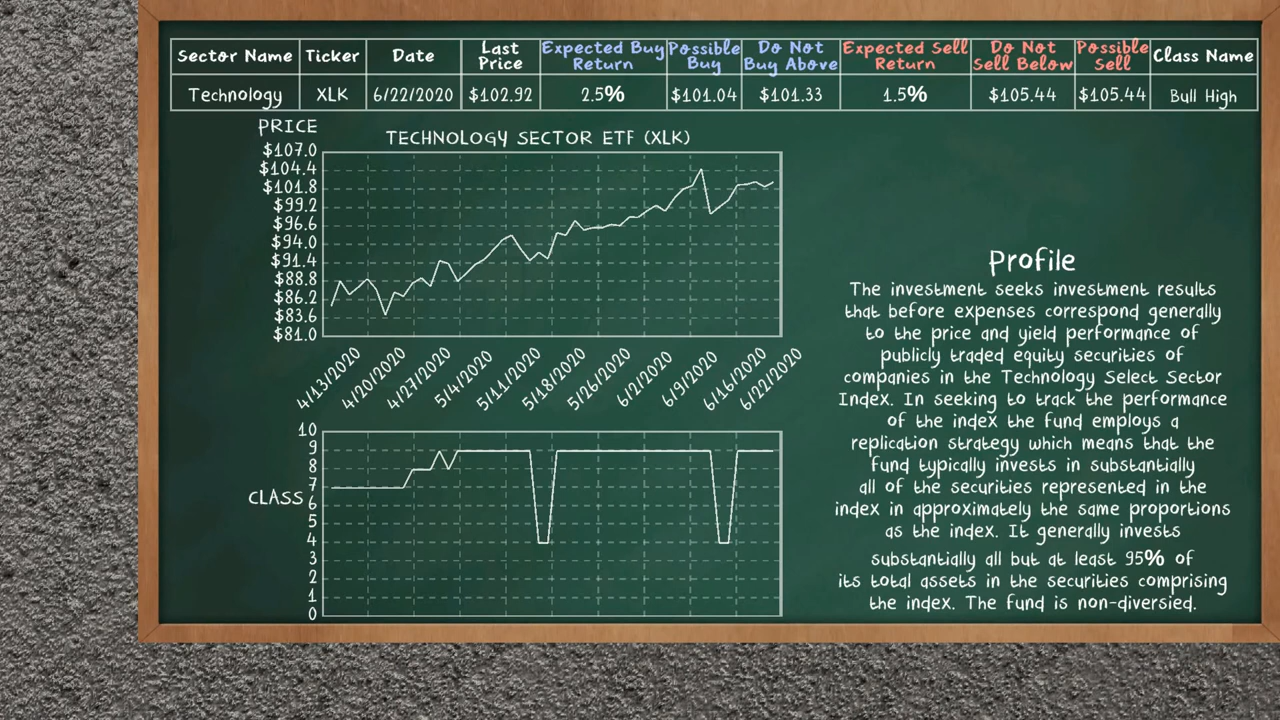 Sector Name Ticker Date Last Price Expected Buy Return Possible Buy Do Not Buy Above Expected Sell Return Do Not Sell Below Possible Sell Class Name
Technology XLK 6/22/2020 $102.92 2.5% $101.04 $101.33 1.5% $105.44 $105.44 Bull High
PRICE
TECHNOLOGY SECTOR ETF (XLK)
$107.0
$104.4
$101.8
$99.2
$96.6
$94.0
$91.4
$88.8
$86.2
$83.6
$81.0
4/13/2020 4/20/2020 4/27/2020 5/4/2020 5/11/2020 5/18/2020 5/26/2020 6/2/2020 6/9/2020 6/16/2020 6/22/2020
10
9
8
7
CLASS
6
5
4
3
2
1
0
Profile
The investment seeks investment results
that before expenses correspond generally
to the price and yield performance of
publicly traded equity securities of
companies in the Technology Select Sector
Index. In seeking to track the performance
of the index the fund employs a
replication strategy which means that the
fund typically invests in substantially
all of the securities represented in the
index in approximately the same proportions
as the index. It generally invests
substantially all but at least 95% of
its total assets in the securities comprising
the index. The fund is non-diversied.